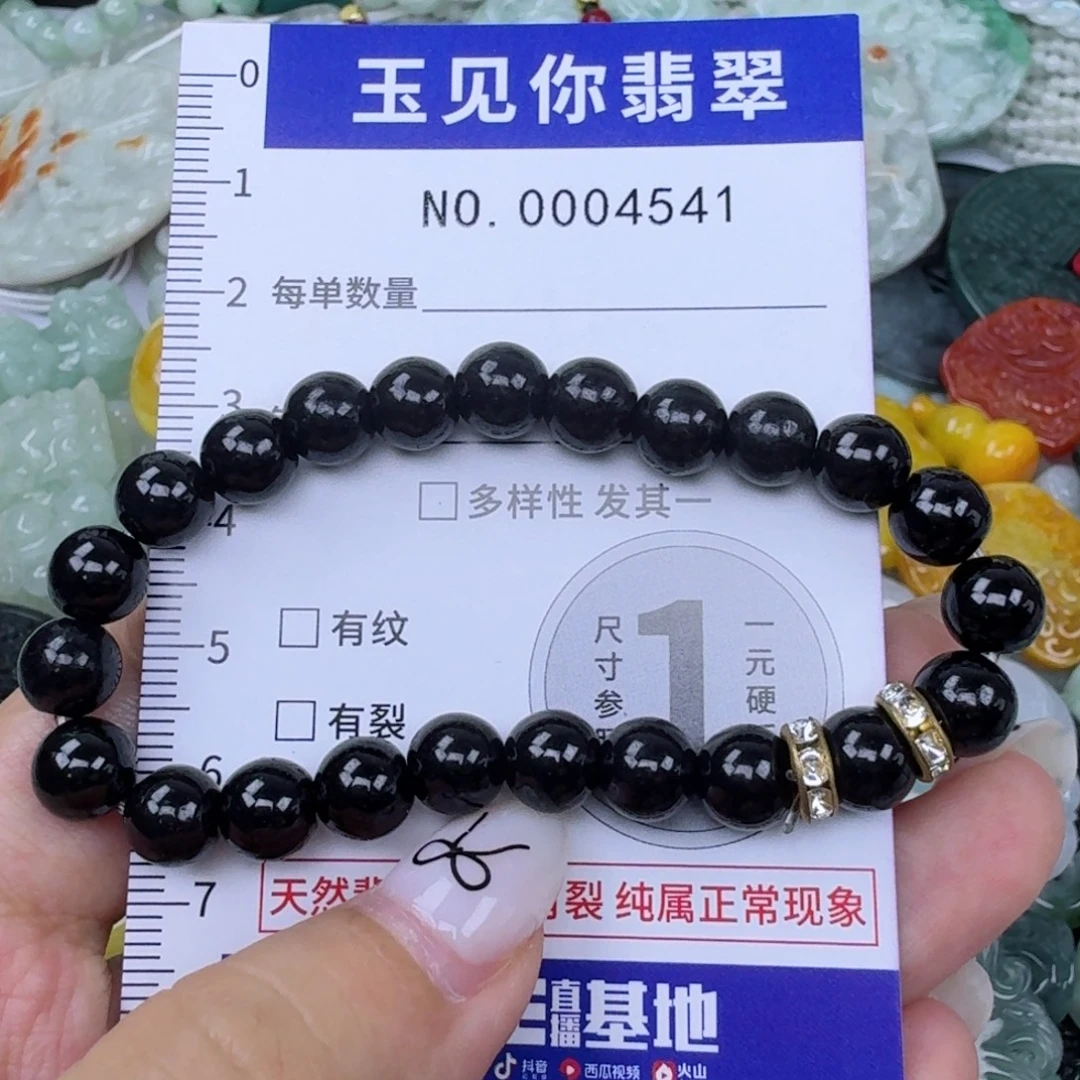 玉见你翡翠
0
NO. 0004541
1
2
每单数量
3
多样性 发其一
4
有纹
尺寸参
1
一元硬
5
有裂
6
7
天然 裂 纯属正常现象
直播基地
抖音 西瓜视频 火山